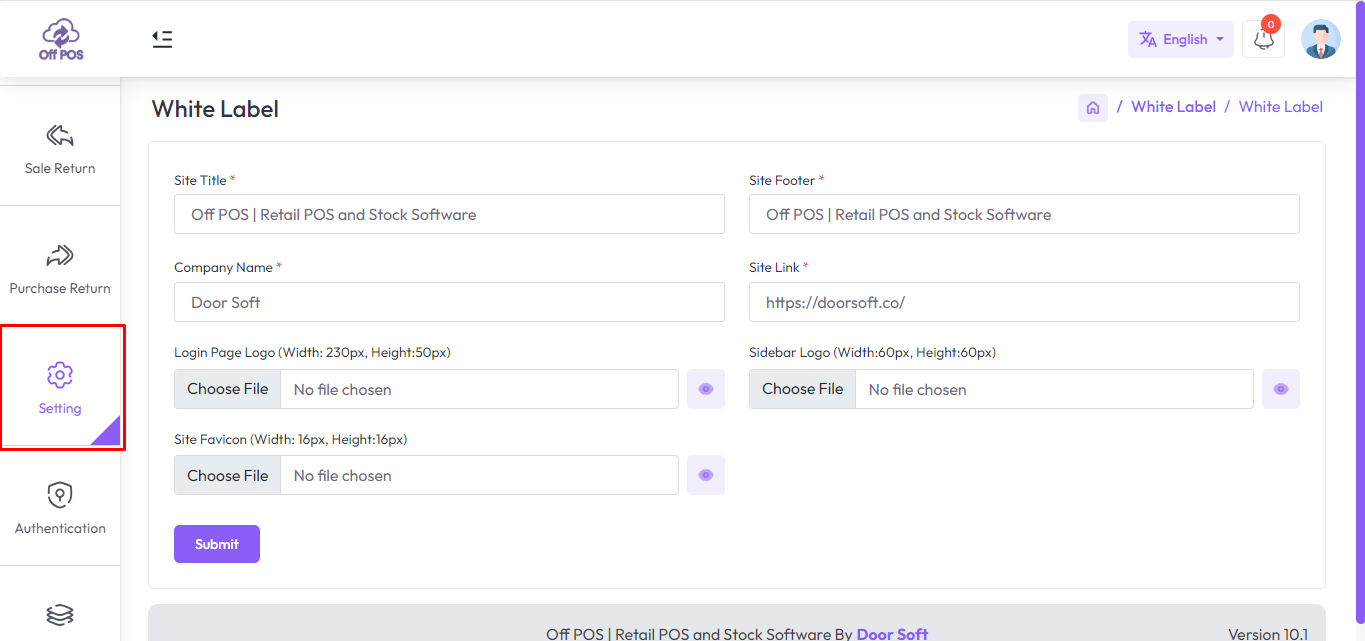 Off POS
English
0
Sale Return
Purchase Return
Setting
Authentication
White Label
/ White Label / White Label
Site Title *
Off POS | Retail POS and Stock Software
Site Footer *
Off POS | Retail POS and Stock Software
Company Name *
Door Soft
Site Link *
https://doorsoft.co/
Login Page Logo (Width: 230px, Height:50px)
Choose File No file chosen
Sidebar Logo (Width:60px, Height:60px)
Choose File No file chosen
Site Favicon (Width: 16px, Height:16px)
Choose File No file chosen
Submit
Off POS | Retail POS and Stock Software By Door Soft
Version 10.1